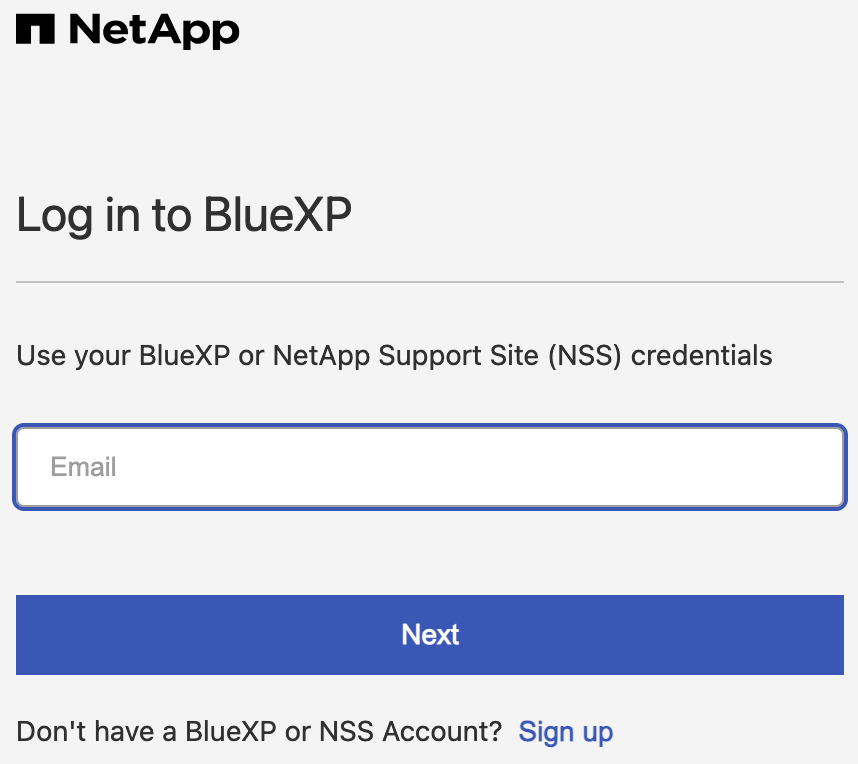 NetApp
Log in to BlueXP
Use your BlueXP or NetApp Support Site (NSS) credentials
Email
Next
Don't have a BlueXP or NSS Account? Sign up